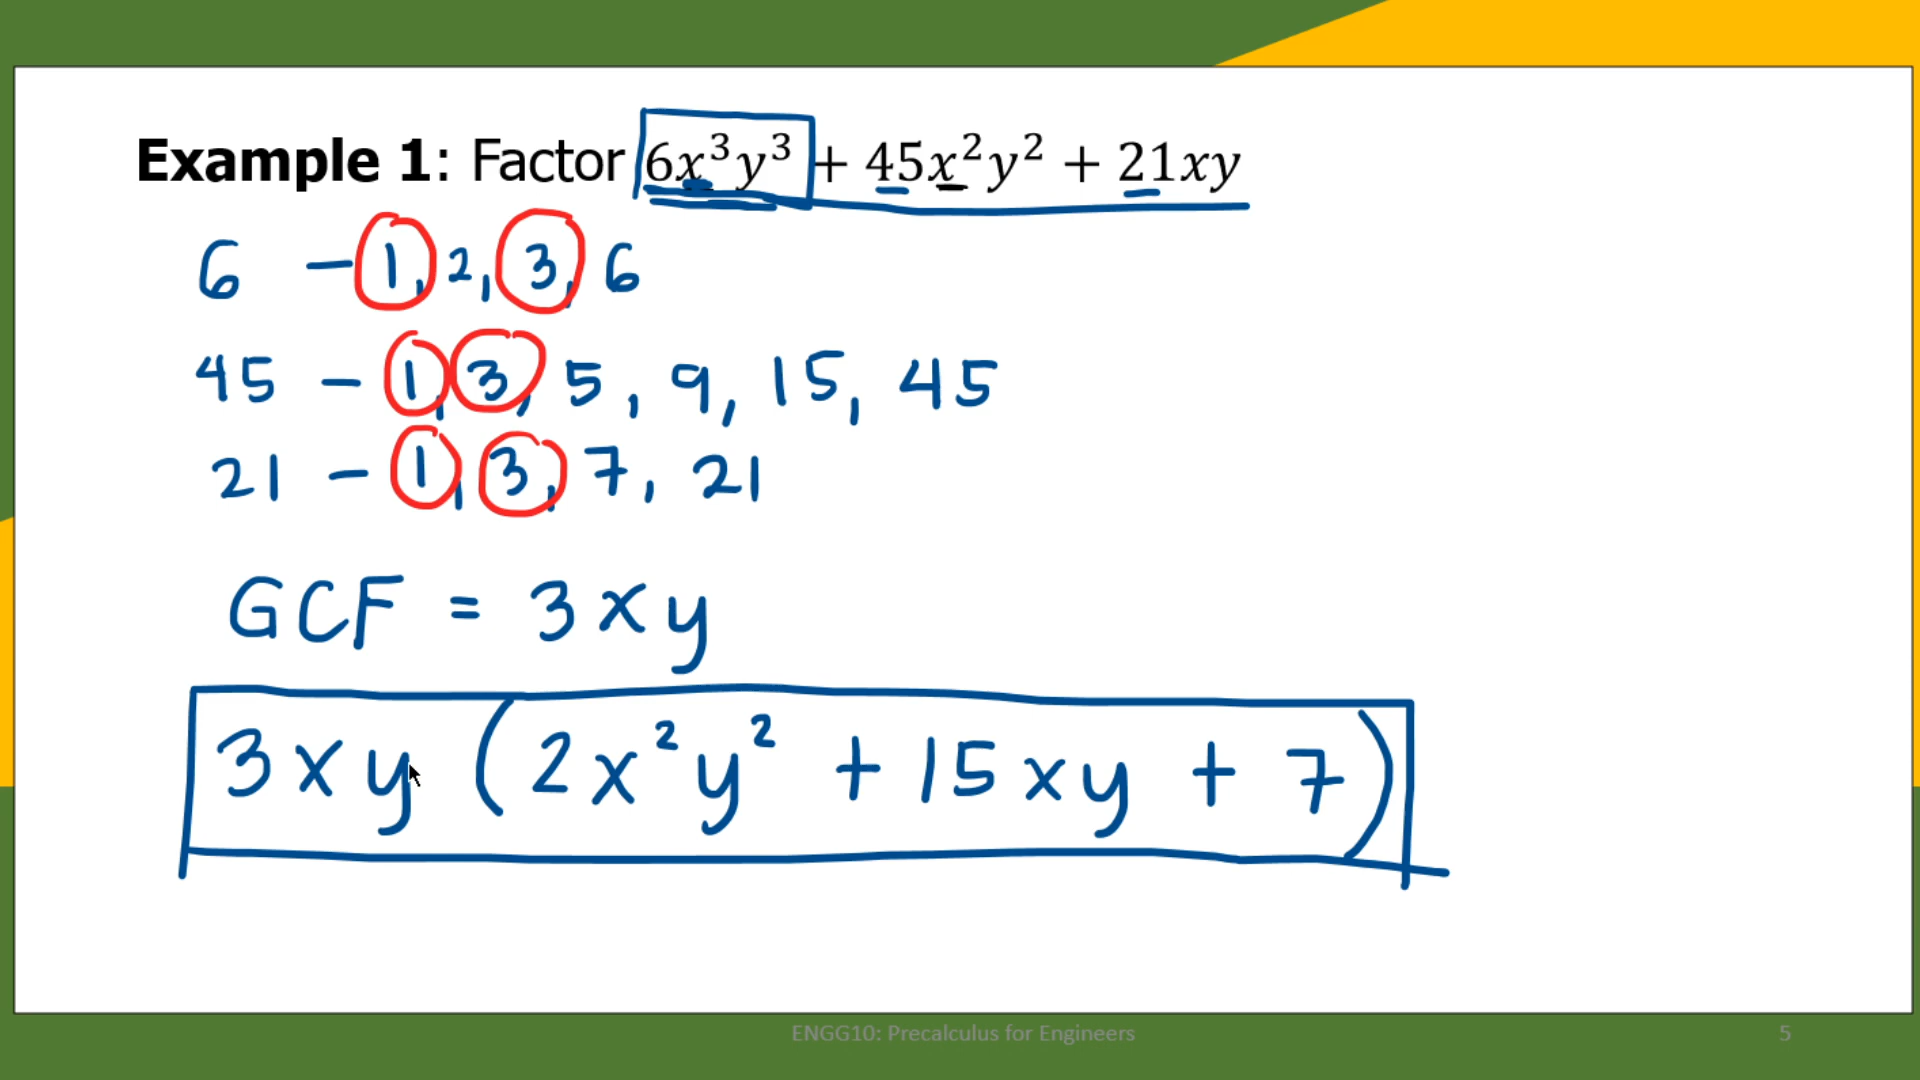 Example 1: Factor 6x³y³ + 45x²y² + 21xy
6 - 1, 2, 3, 6
45 - 1, 3, 5, 9, 15, 45
21 - 1, 3, 7, 21
GCF = 3xy
3xy (2x²y² + 15xy + 7)
ENGG10: Precalculus for Engineers
5